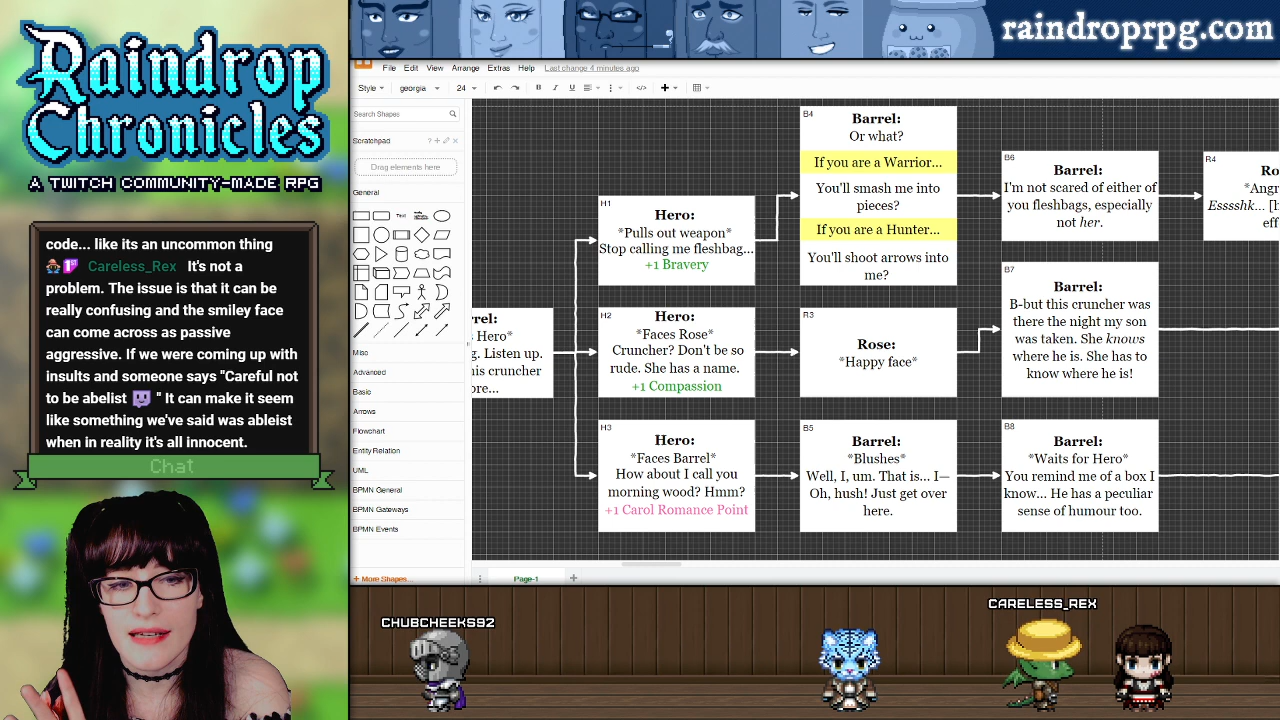 Raindrop
Chronicles
A TWITCH COMMUNITY-MADE RPG
code... like its an uncommon thing
Careless_Rex It's not a
problem. The issue is that it can be
really confusing and the smiley face
can come across as passive
aggressive. If we were coming up with
insults and someone says "Careful not
to be abelist " It can make it seem
like something we've said was ableist
when in reality it's all innocent.
Chat
raindroprpg.com
File Edit View Arrange Extras Help Last change 4 minutes ago
Style georgia 24 B I U
Search Shapes
Scratchpad
Drag elements here
General
Text
Misc
Advanced
Basic
Arrows
Flowchart
Entity Relation
UML
BPMN General
BPMN Gateways
BPMN Events
+ More Shapes...
Page-1
rel:
s Hero*
g. Listen up.
his cruncher
ore...
H1
Hero:
*Pulls out weapon*
Stop calling me fleshbag...
+1 Bravery
H2
Hero:
*Faces Rose*
Cruncher? Don't be so
rude. She has a name.
+1 Compassion
H3
Hero:
*Faces Barrel*
How about I call you
morning wood? Hmm?
+1 Carol Romance Point
B4
Barrel:
Or what?
If you are a Warrior...
You'll smash me into
pieces?
If you are a Hunter...
You'll shoot arrows into
me?
R3
Rose:
*Happy face*
B5
Barrel:
*Blushes*
Well, I, um. That is... I—
Oh, hush! Just get over
here.
B6
Barrel:
I'm not scared of either of
you fleshbags, especially
not her.
B7
Barrel:
B-but this cruncher was
there the night my son
was taken. She knows
where he is. She has to
know where he is!
B8
Barrel:
*Waits for Hero*
You remind me of a box I
know... He has a peculiar
sense of humour too.
R4
Ro
*Angr
Esssshk... [h
eff
CHUBCHEEKS92
CARELESS_REX